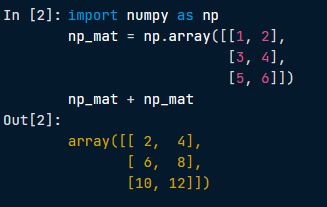 In [2]: import numpy as np
        np_mat = np.array([[1, 2],
                           [3, 4],
                           [5, 6]])
        np_mat + np_mat
Out[2]:
        array([[ 2,  4],
               [ 6,  8],
               [10, 12]])